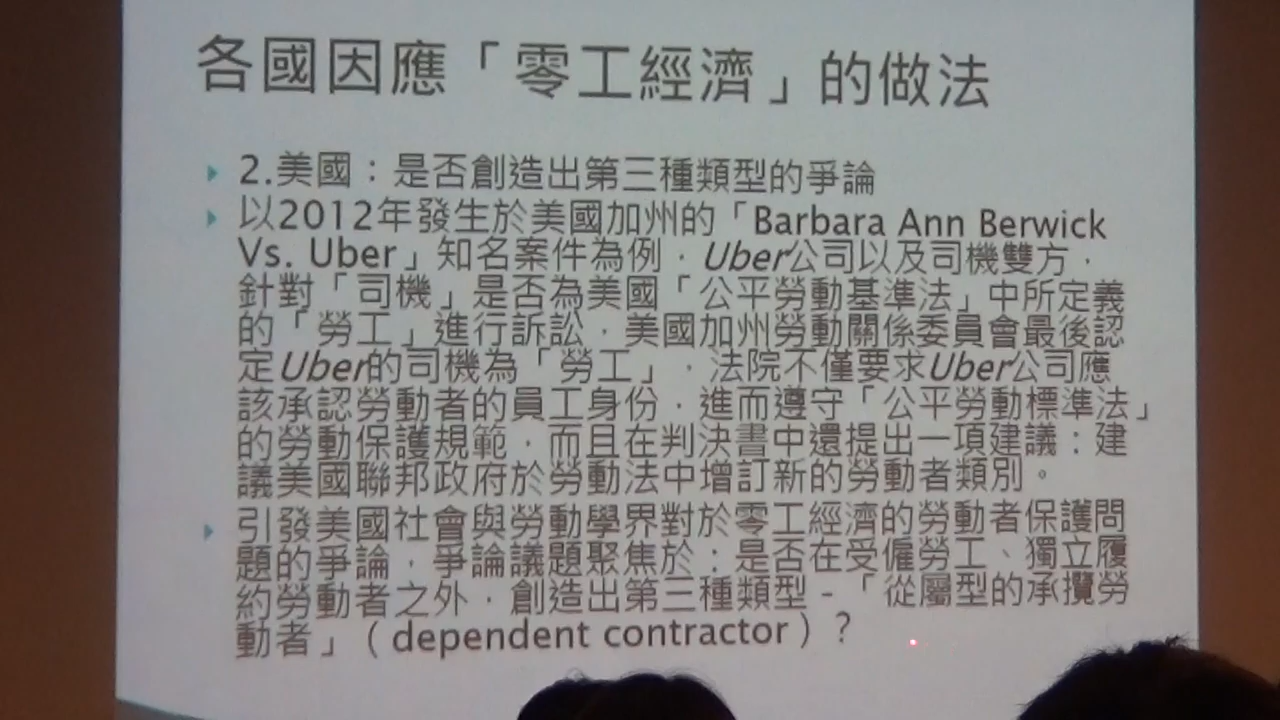 各國因應「零工經濟」的做法
2.美國：是否創造出第三種類型的爭論
以2012年發生於美國加州的「Barbara Ann Berwick
Vs. Uber」知名案件為例，Uber公司以及司機雙方，
針對「司機」是否為美國「公平勞動基準法」中所定義
的「勞工」進行訴訟，美國加州勞動關係委員會最後認
定Uber的司機為「勞工」，法院不僅要求Uber公司應
該承認勞動者的員工身份，進而遵守「公平勞動標準法」
的勞動保護規範，而且在判決書中還提出一項建議：建
議美國聯邦政府於勞動法中增訂新的勞動者類別。
引發美國社會與勞動學界對於零工經濟的勞動者保護問
題的爭論，爭論議題聚焦於：是否在受僱勞工、獨立履
約勞動者之外，創造出第三種類型-「從屬型的承攬勞
動者」（dependent contractor）？